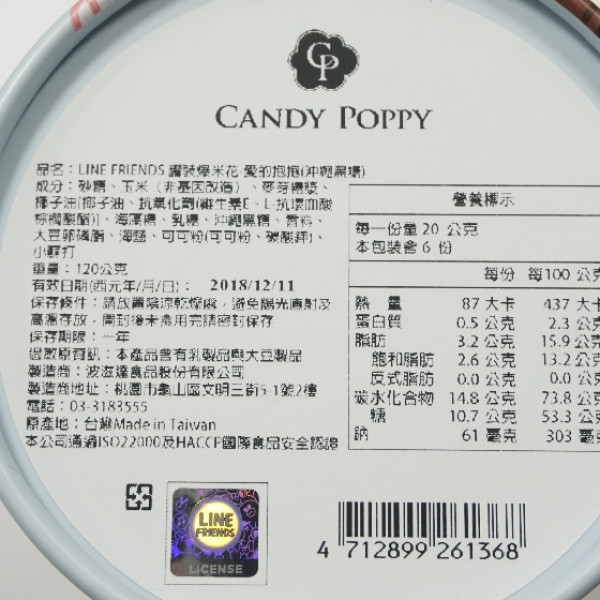 CP
CANDY POPPY
品名：LINE FRIENDS 罐裝爆米花-愛的抱抱(沖繩黑糖)
成分：砂糖、玉米（非基因改造）、麥芽糖漿、
椰子油[椰子油、抗氧化劑(維生素E、L-抗壞血酸
棕櫚酸酯)]、海藻糖、乳糖、沖繩黑糖、香料、
大豆卵磷脂、海鹽、可可粉(可可粉、碳酸鉀)、
小蘇打
重量：120公克
有效日期(西元年/月/日)：2018/12/11
保存條件：請放置陰涼乾燥處，避免陽光直射及
高溫存放，開封後未食用完請密封保存
保存期限：一年
過敏原資訊：本產品含有乳製品與大豆製品
製造商：波海達食品股份有限公司
製造商地址：桃園市龜山區文明三街5-1號2樓
電話：03-3183555
原產地：台灣Made in Taiwan
本公司通過ISO22000及HACCP國際食品安全認證
營養標示
每一份量 20 公克
本包裝含 6 份
每份 每100 公克
熱 量 87 大卡 437 大卡
蛋白質 0.5 公克 2.3 公克
脂肪 3.2 公克 15.9 公克
飽和脂肪 2.6 公克 13.2 公克
反式脂肪 0.0 公克 0.0 公克
碳水化合物 14.8 公克 73.8 公克
糖 10.7 公克 53.3 公克
鈉 61 毫克 303 毫克
LINE
FRIENDS
LICENSE
4 712899 261368